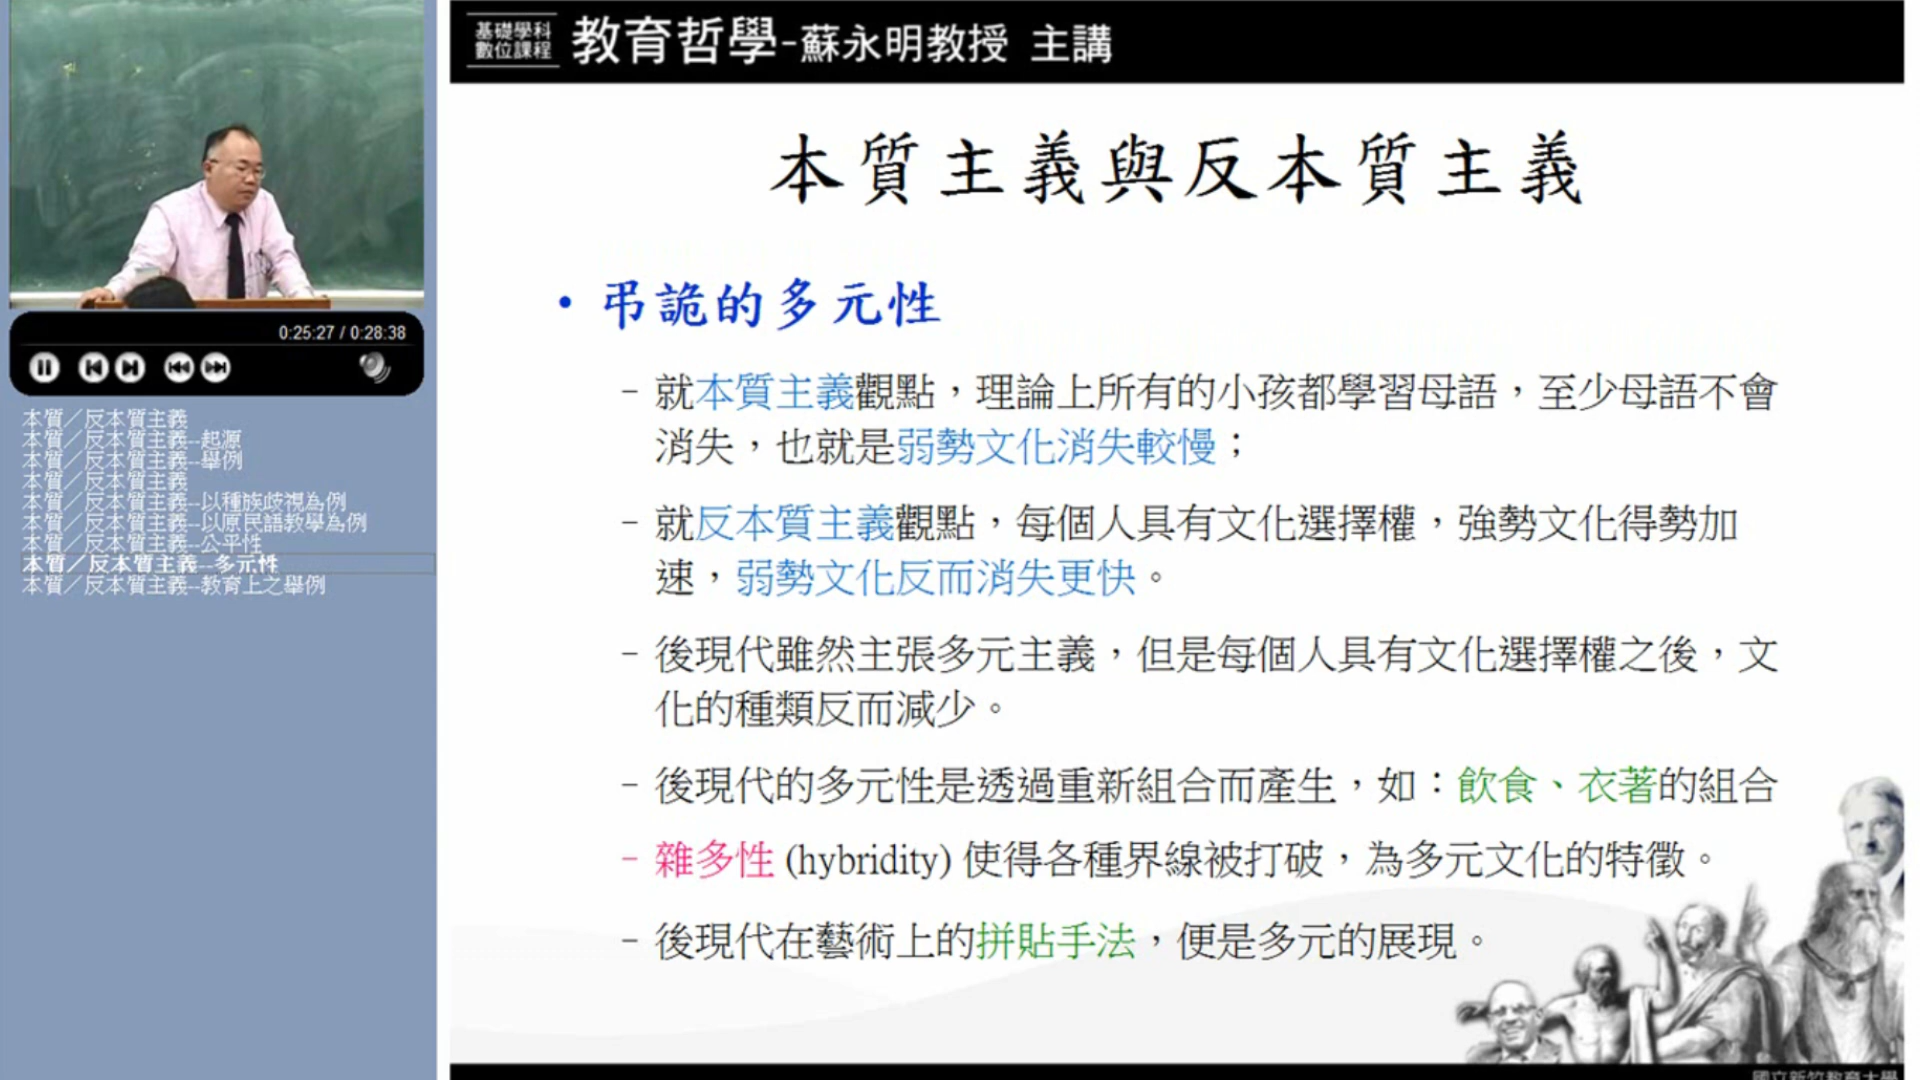 基礎學科
數位課程
教育哲學-蘇永明教授 主講
0:25:27 / 0:28:38
本質／反本質主義
本質／反本質主義--起源
本質／反本質主義--舉例
本質／反本質主義
本質／反本質主義--以種族歧視為例
本質／反本質主義--以原民語教學為例
本質／反本質主義--公平性
本質／反本質主義--多元性
本質／反本質主義--教育上之舉例
本質主義與反本質主義
• 弔詭的多元性
– 就本質主義觀點，理論上所有的小孩都學習母語，至少母語不會
消失，也就是弱勢文化消失較慢；
– 就反本質主義觀點，每個人具有文化選擇權，強勢文化得勢加
速，弱勢文化反而消失更快。
– 後現代雖然主張多元主義，但是每個人具有文化選擇權之後，文
化的種類反而減少。
– 後現代的多元性是透過重新組合而產生，如：飲食、衣著的組合
– 雜多性 (hybridity) 使得各種界線被打破，為多元文化的特徵。
– 後現代在藝術上的拼貼手法，便是多元的展現。
國立新竹教育大學